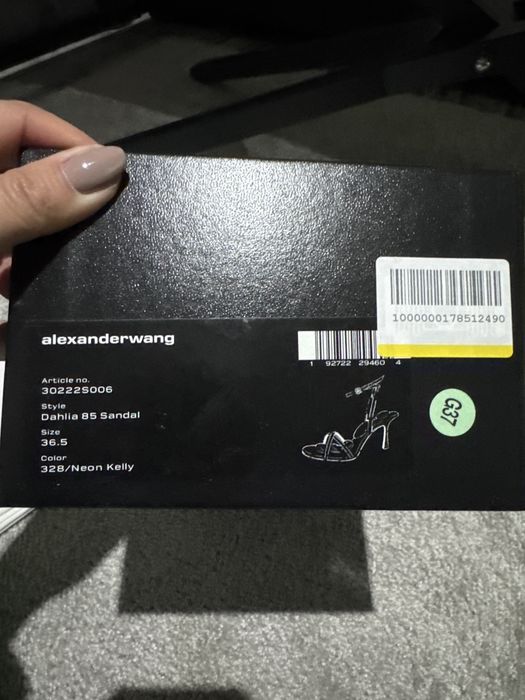 alexanderwang
Article no.
30222S006
Style
Dahlia 85 Sandal
Size
36.5
Color
328/Neon Kelly
1 92722 29460 4
1000000178512490
G37